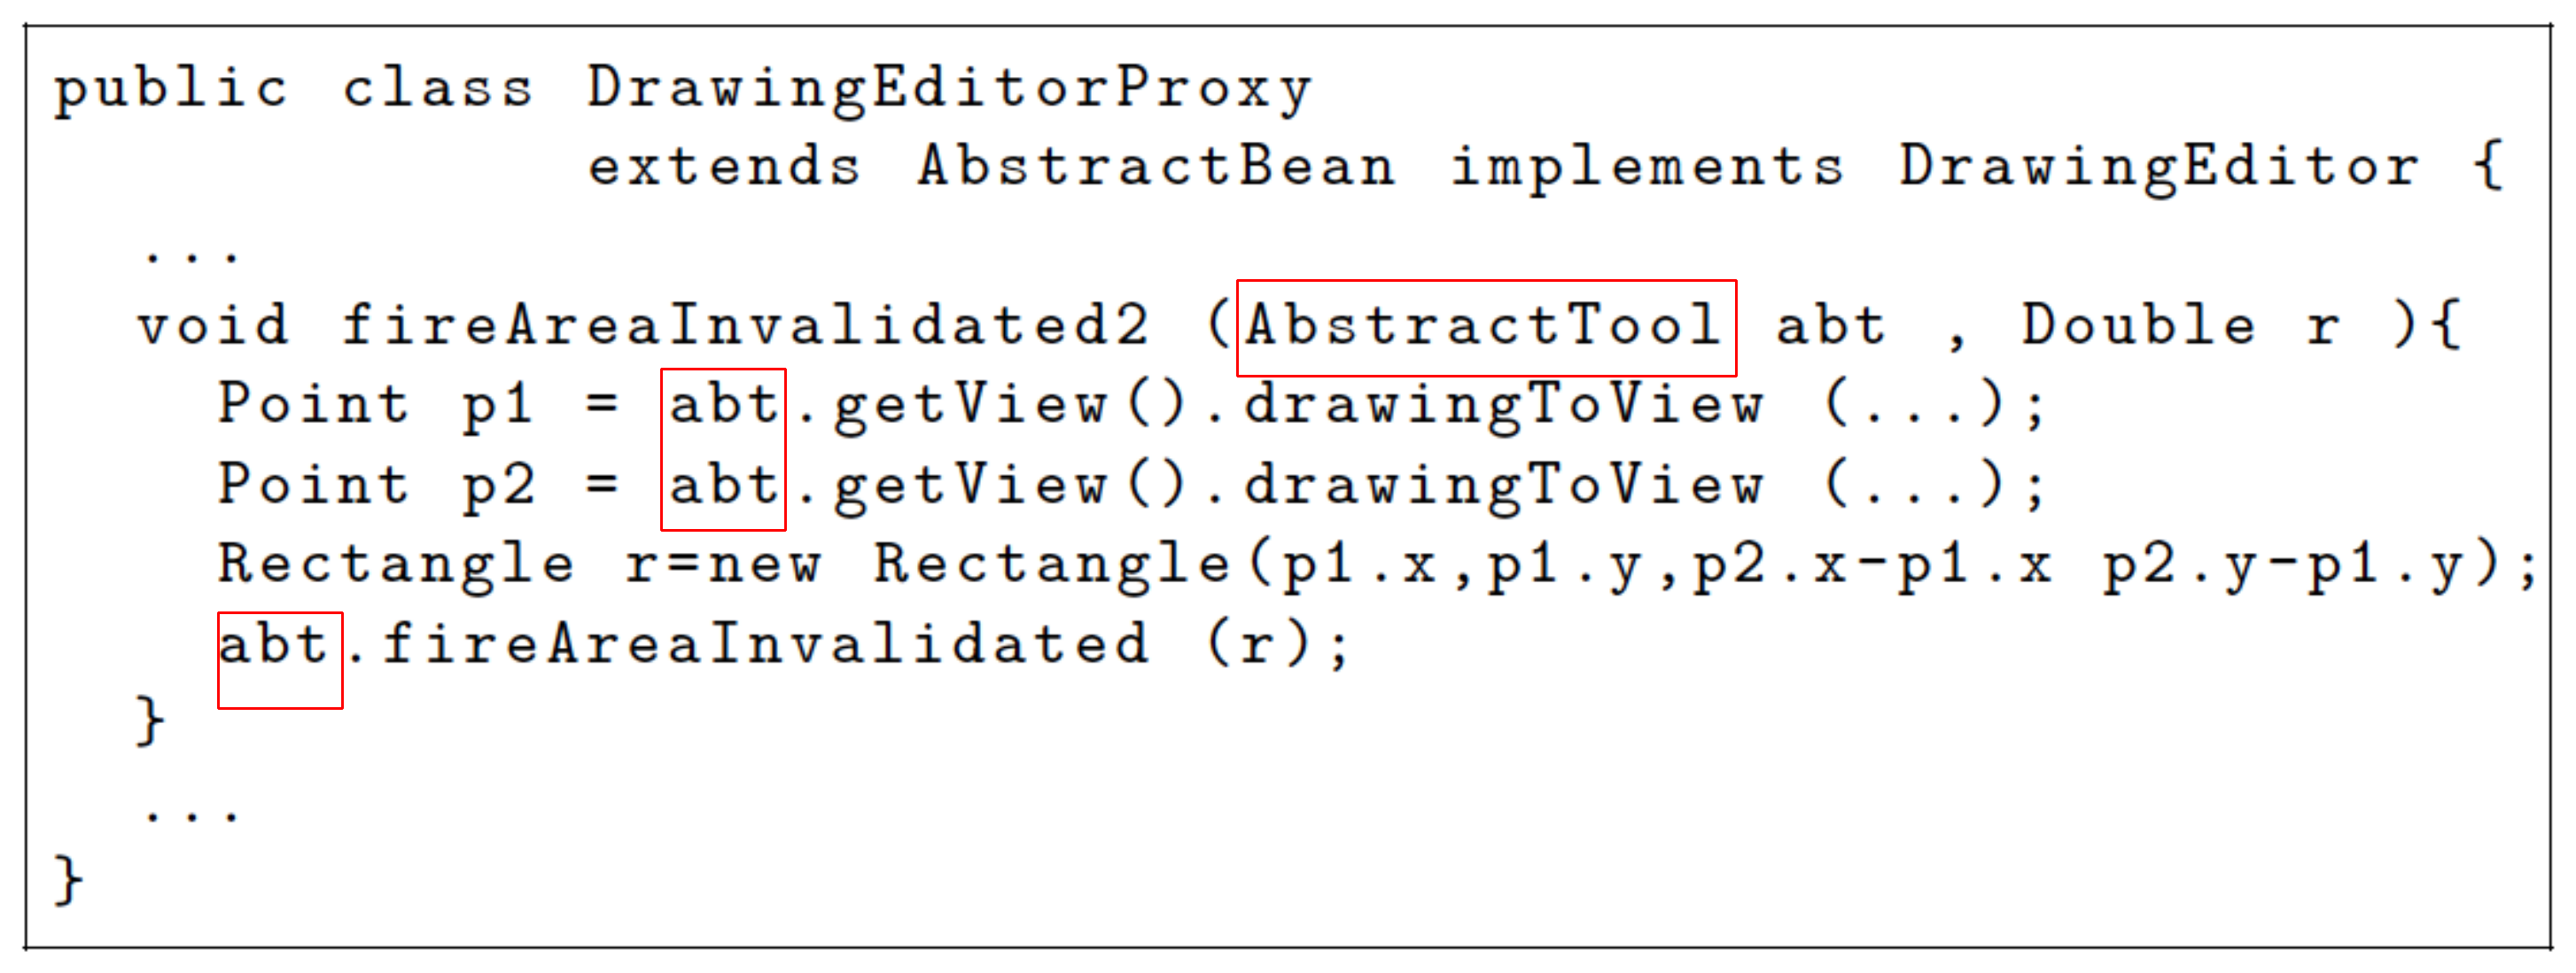 public class DrawingEditorProxy
extends AbstractBean implements DrawingEditor {
...
void fireAreaInvalidated2 (AbstractTool abt , Double r ){
Point p1 = abt.getView().drawingToView (...);
Point p2 = abt.getView().drawingToView (...);
Rectangle r=new Rectangle(p1.x,p1.y,p2.x-p1.x p2.y-p1.y);
abt.fireAreaInvalidated (r);
}
...
}